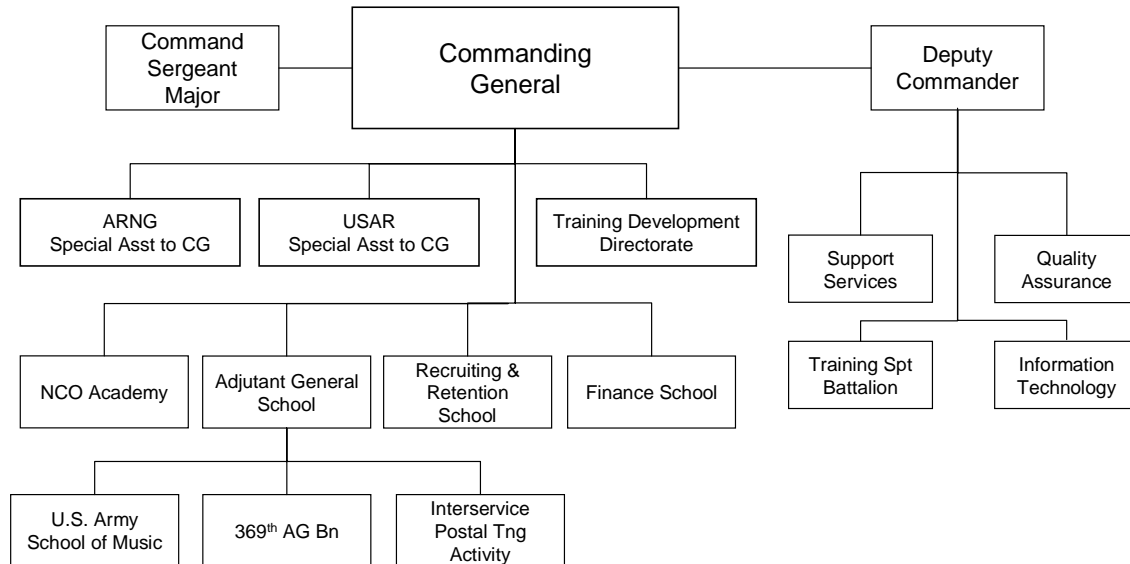 Command
Sergeant
Major
Commanding
General
Deputy
Commander
ARNG
Special Asst to CG
USAR
Special Asst to CG
Training Development
Directorate
Support
Services
Quality
Assurance
NCO Academy
Adjutant General
School
Recruiting &
Retention
School
Finance School
Training Spt
Battalion
Information
Technology
U.S. Army
School of Music
369th AG Bn
Interservice
Postal Tng
Activity